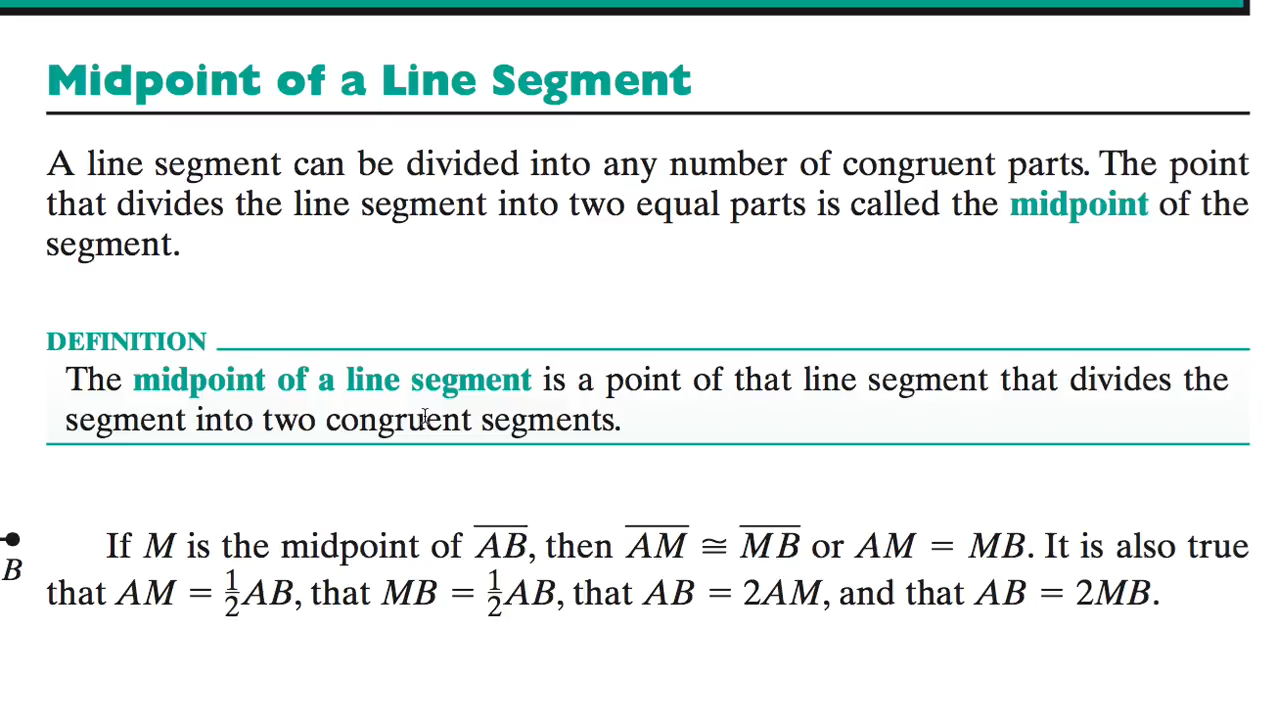 Midpoint of a Line Segment
A line segment can be divided into any number of congruent parts. The point
that divides the line segment into two equal parts is called the midpoint of the
segment.
DEFINITION
The midpoint of a line segment is a point of that line segment that divides the
segment into two congruent segments.
If M is the midpoint of A̅B̅, then A̅M̅ ≅ M̅B̅ or AM = MB. It is also true
B
that AM = ½AB, that MB = ½AB, that AB = 2AM, and that AB = 2MB.